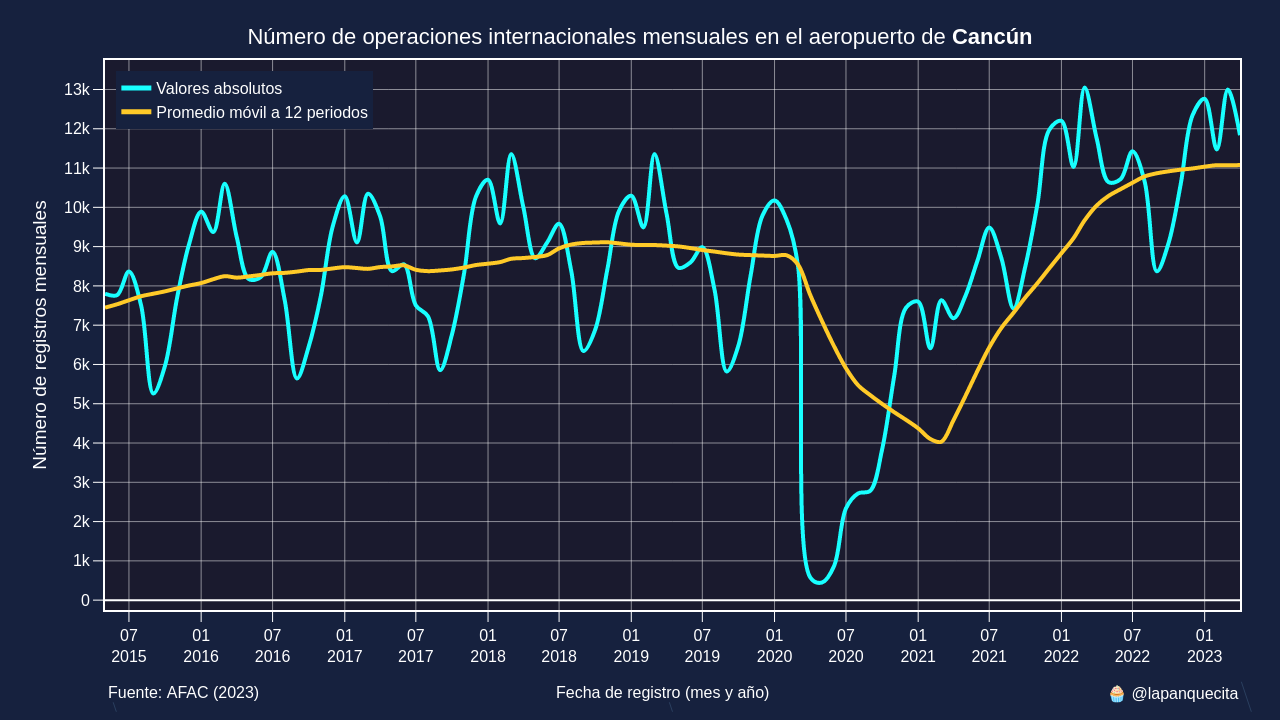 Número de operaciones internacionales mensuales en el aeropuerto de Cancún
Valores absolutos
Promedio móvil a 12 periodos
Número de registros mensuales
13k
12k
11k
10k
9k
8k
7k
6k
5k
4k
3k
2k
1k
0
07 01 07 01 07 01 07 01 07 01 07 01 07 01 07 01
2015 2016 2016 2017 2017 2018 2018 2019 2019 2020 2020 2021 2021 2022 2022 2023
Fuente: AFAC (2023)
Fecha de registro (mes y año)
🧁 @lapanquecita